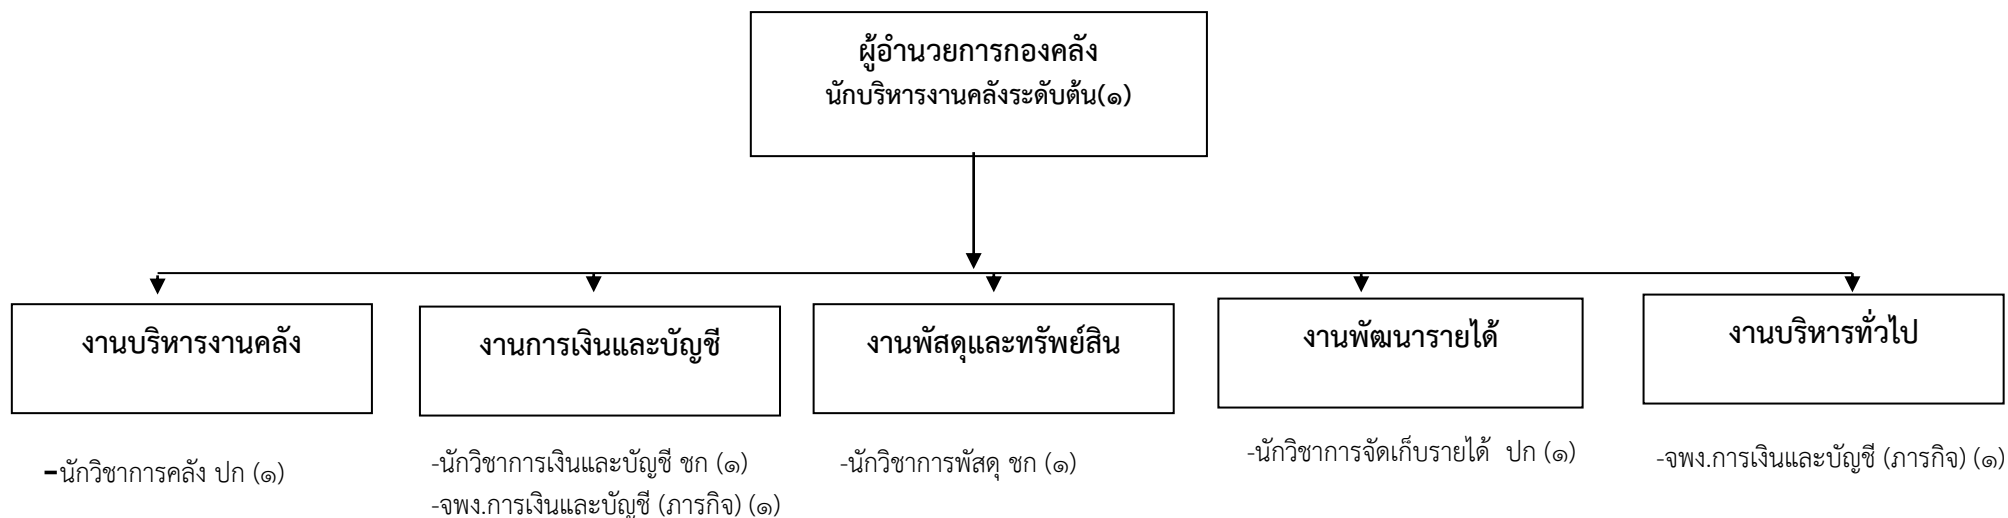 ผู้อำนวยการกองคลัง
นักบริหารงานคลังระดับต้น(๑)
งานบริหารงานคลัง
งานการเงินและบัญชี
งานพัสดุและทรัพย์สิน
งานพัฒนารายได้
งานบริหารทั่วไป
-นักวิชาการคลัง ปก (๑)
-นักวิชาการเงินและบัญชี ชก (๑)
-จพง.การเงินและบัญชี (ภารกิจ) (๑)
-นักวิชาการพัสดุ ชก (๑)
-นักวิชาการจัดเก็บรายได้ ปก (๑)
-จพง.การเงินและบัญชี (ภารกิจ) (๑)